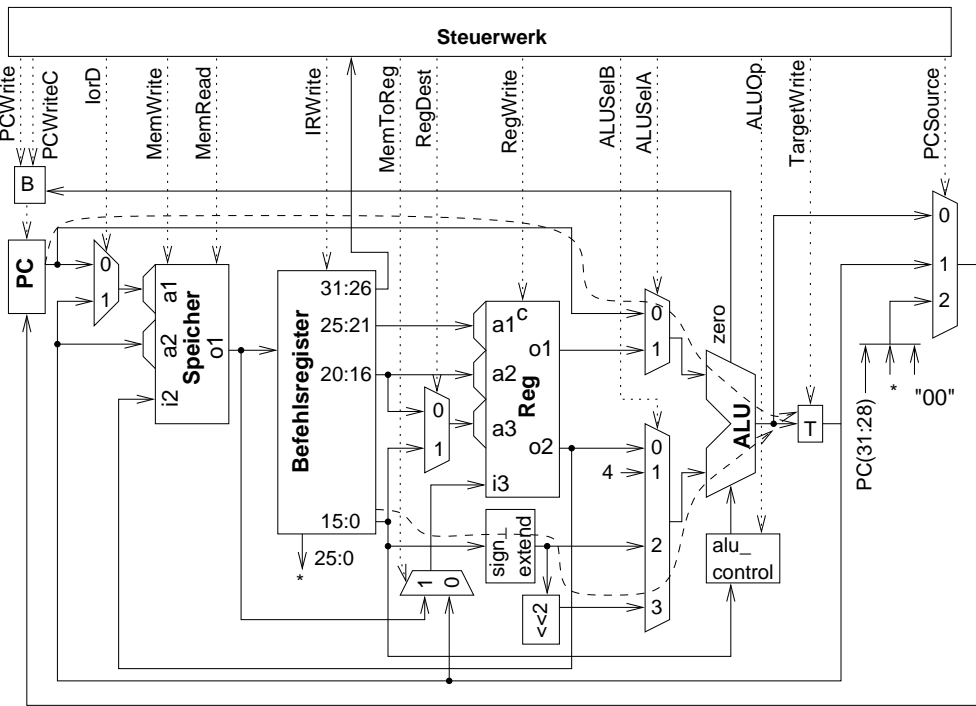 Steuerwerk
PCWrite
PCWriteC
IorD
MemWrite
MemRead
IRWrite
MemToReg
RegDest
RegWrite
ALUSelB
ALUSelA
ALUOp
TargetWrite
PCSource
B
PC
0
1
a1
a2
o1
i2
Speicher
Befehlsregister
31:26
25:21
20:16
15:0
25:0
*
0
1
a1
c
a2
a3
i3
o1
o2
Reg
1
0
sign_
extend
<<2
0
1
4
0
1
2
3
zero
ALU
alu_
control
T
0
1
2
PC(31:28)
*
"00"